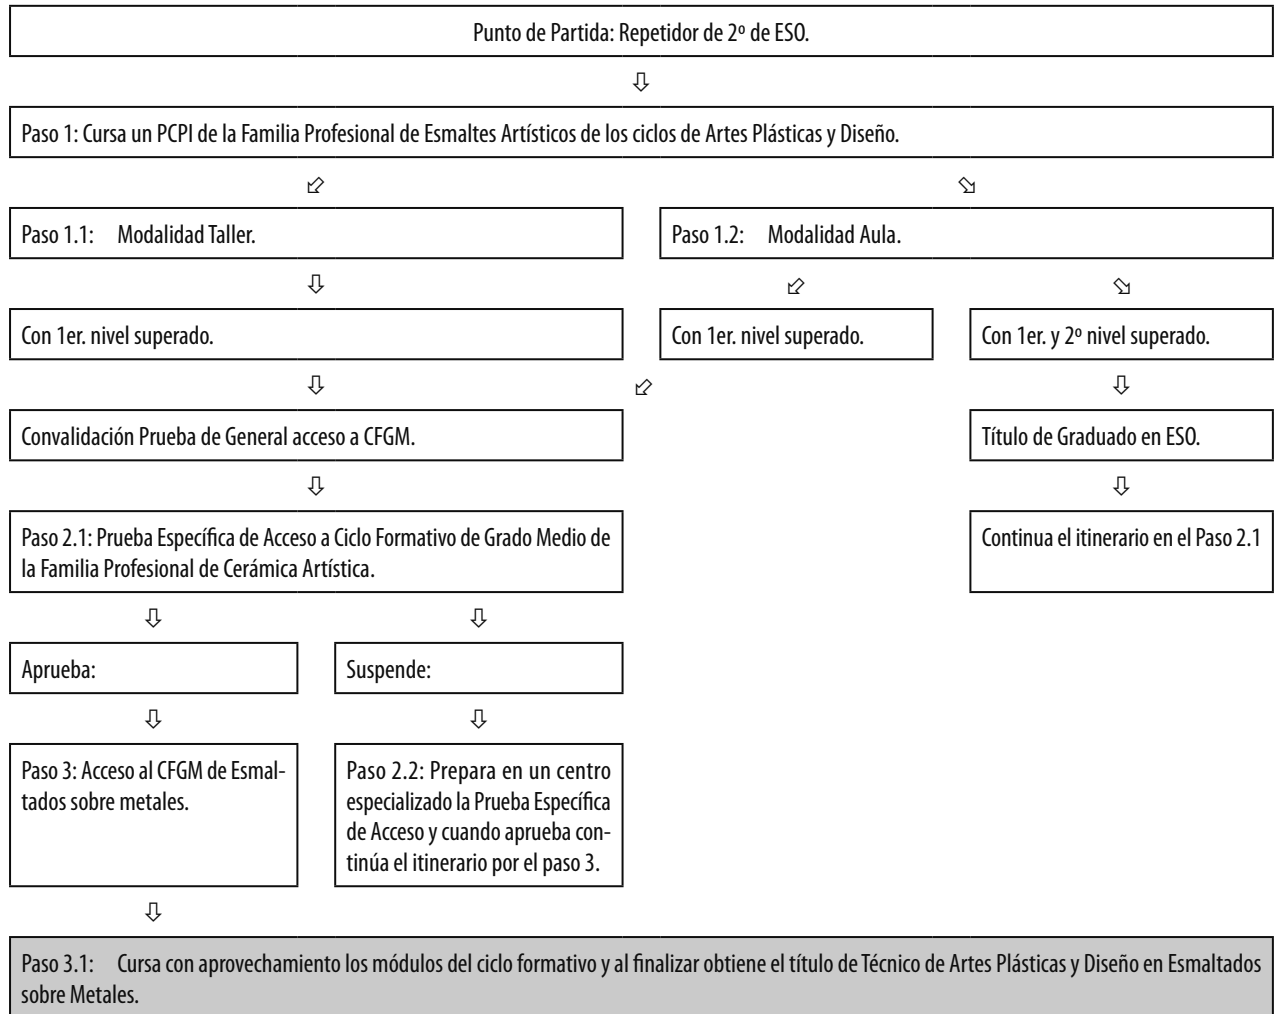 Punto de Partida: Repetidor de 2º de ESO.
Paso 1: Cursa un PCPI de la Familia Profesional de Esmaltes Artísticos de los ciclos de Artes Plásticas y Diseño.
Paso 1.1: Modalidad Taller.
Paso 1.2: Modalidad Aula.
Con 1er. nivel superado.
Con 1er. nivel superado.
Con 1er. y 2º nivel superado.
Convalidación Prueba de General acceso a CFGM.
Título de Graduado en ESO.
Paso 2.1: Prueba Específica de Acceso a Ciclo Formativo de Grado Medio de
la Familia Profesional de Cerámica Artística.
Continua el itinerario en el Paso 2.1
Aprueba:
Suspende:
Paso 3: Acceso al CFGM de Esmal-
tados sobre metales.
Paso 2.2: Prepara en un centro
especializado la Prueba Específica
de Acceso y cuando aprueba con-
tinúa el itinerario por el paso 3.
Paso 3.1: Cursa con aprovechamiento los módulos del ciclo formativo y al finalizar obtiene el título de Técnico de Artes Plásticas y Diseño en Esmaltados
sobre Metales.